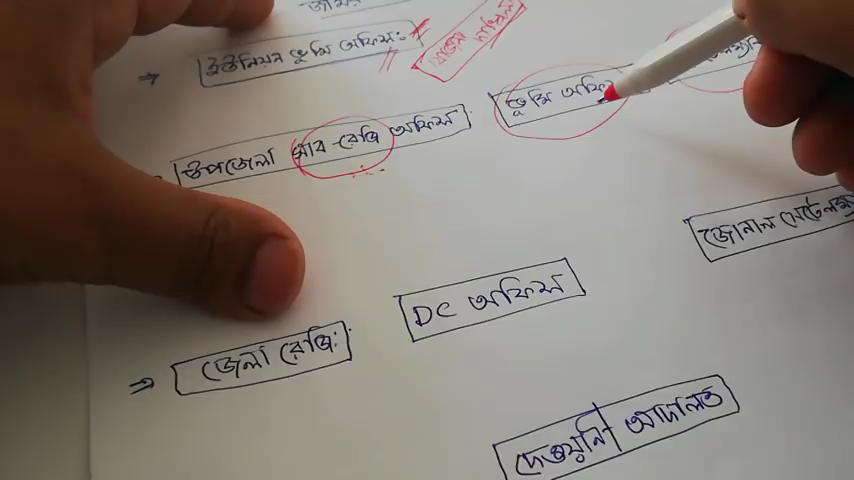 ইউনিয়ন ভূমি অফিস:
উপজেলা সাব-রেজি অফিস
ভূমি অফিস
জোনাল সেটেলমে
DC অফিস
⇒ জেলা রেজি:
দেওয়ানি আদালত